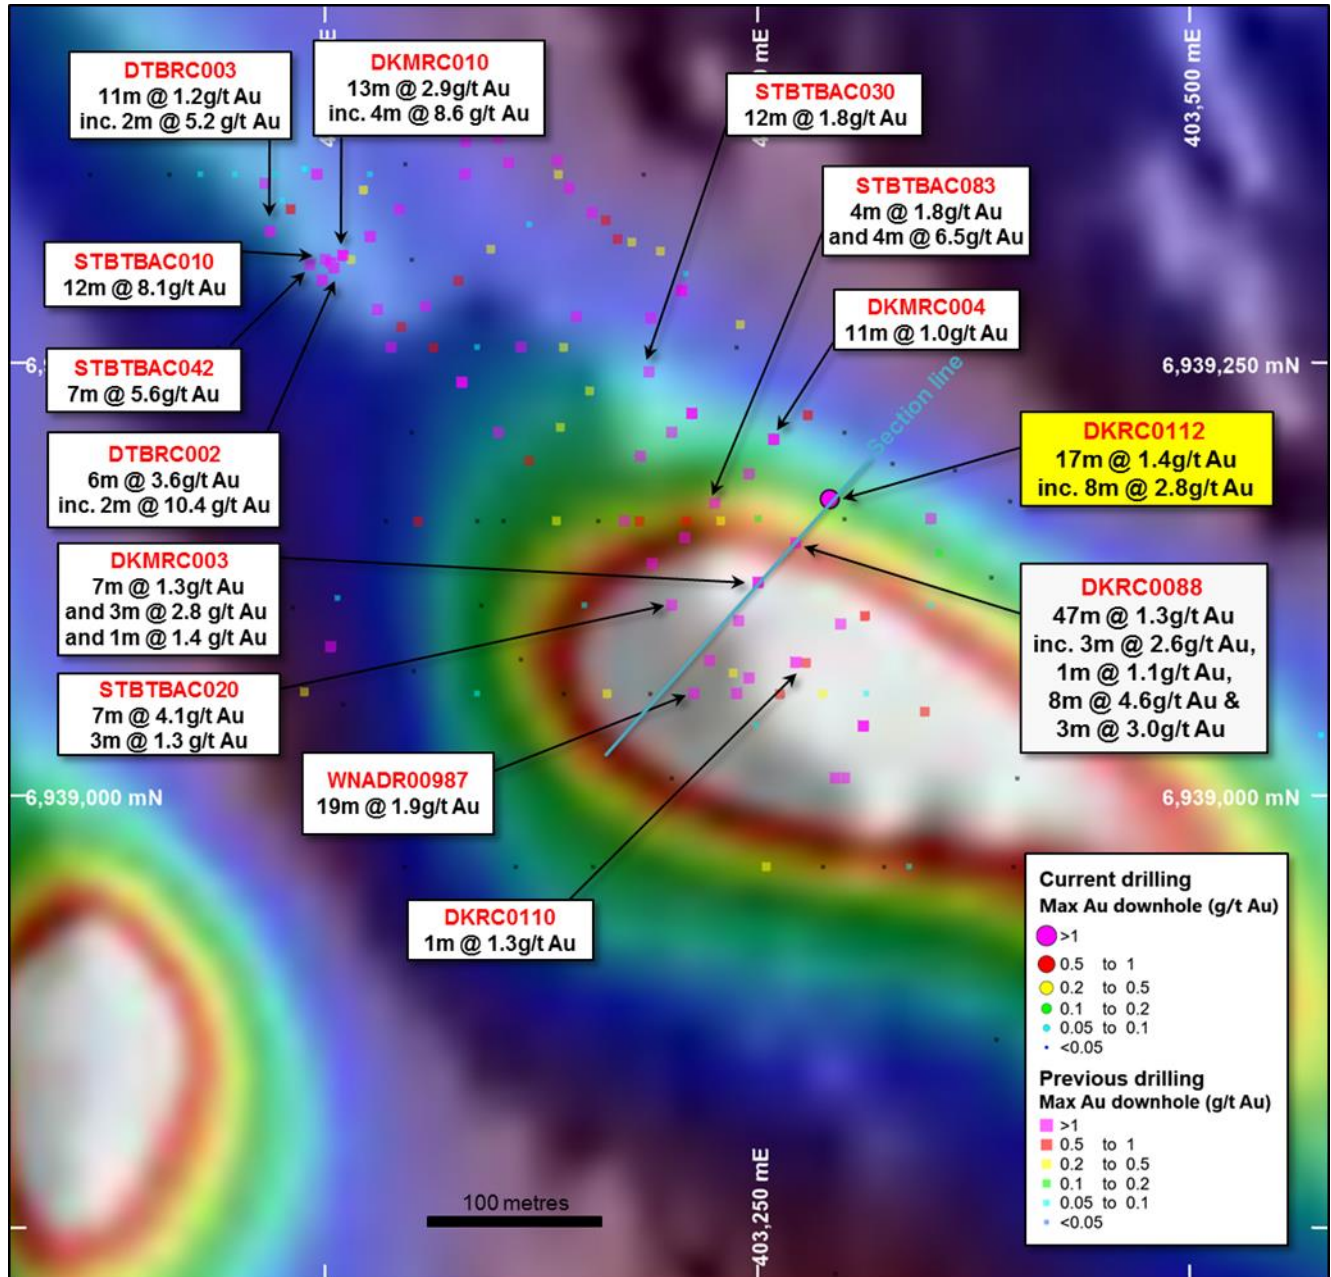 DTBRC003
11m @ 1.2g/t Au
inc. 2m @ 5.2 g/t Au
DKMRC010
13m @ 2.9g/t Au
inc. 4m @ 8.6 g/t Au
STBTBAC030
12m @ 1.8g/t Au
403,500 mE
STBTBAC083
4m @ 1.8g/t Au
and 4m @ 6.5g/t Au
STBTBAC010
12m @ 8.1g/t Au
DKMRC004
11m @ 1.0g/t Au
STBTBAC042
7m @ 5.6g/t Au
6,939,250 mN
Section line
DKRC0112
17m @ 1.4g/t Au
inc. 8m @ 2.8g/t Au
DTBRC002
6m @ 3.6g/t Au
inc. 2m @ 10.4 g/t Au
DKMRC003
7m @ 1.3g/t Au
and 3m @ 2.8 g/t Au
and 1m @ 1.4 g/t Au
DKRC0088
47m @ 1.3g/t Au
inc. 3m @ 2.6g/t Au,
1m @ 1.1g/t Au,
8m @ 4.6g/t Au &
3m @ 3.0g/t Au
STBTBAC020
7m @ 4.1g/t Au
3m @ 1.3 g/t Au
WNADR00987
19m @ 1.9g/t Au
6,939,000 mN
6,939,000 mN
DKRC0110
1m @ 1.3g/t Au
Current drilling
Max Au downhole (g/t Au)
>1
0.5 to 1
0.2 to 0.5
0.1 to 0.2
0.05 to 0.1
<0.05
Previous drilling
Max Au downhole (g/t Au)
>1
0.5 to 1
0.2 to 0.5
0.1 to 0.2
0.05 to 0.1
<0.05
100 metres
403,250 mE